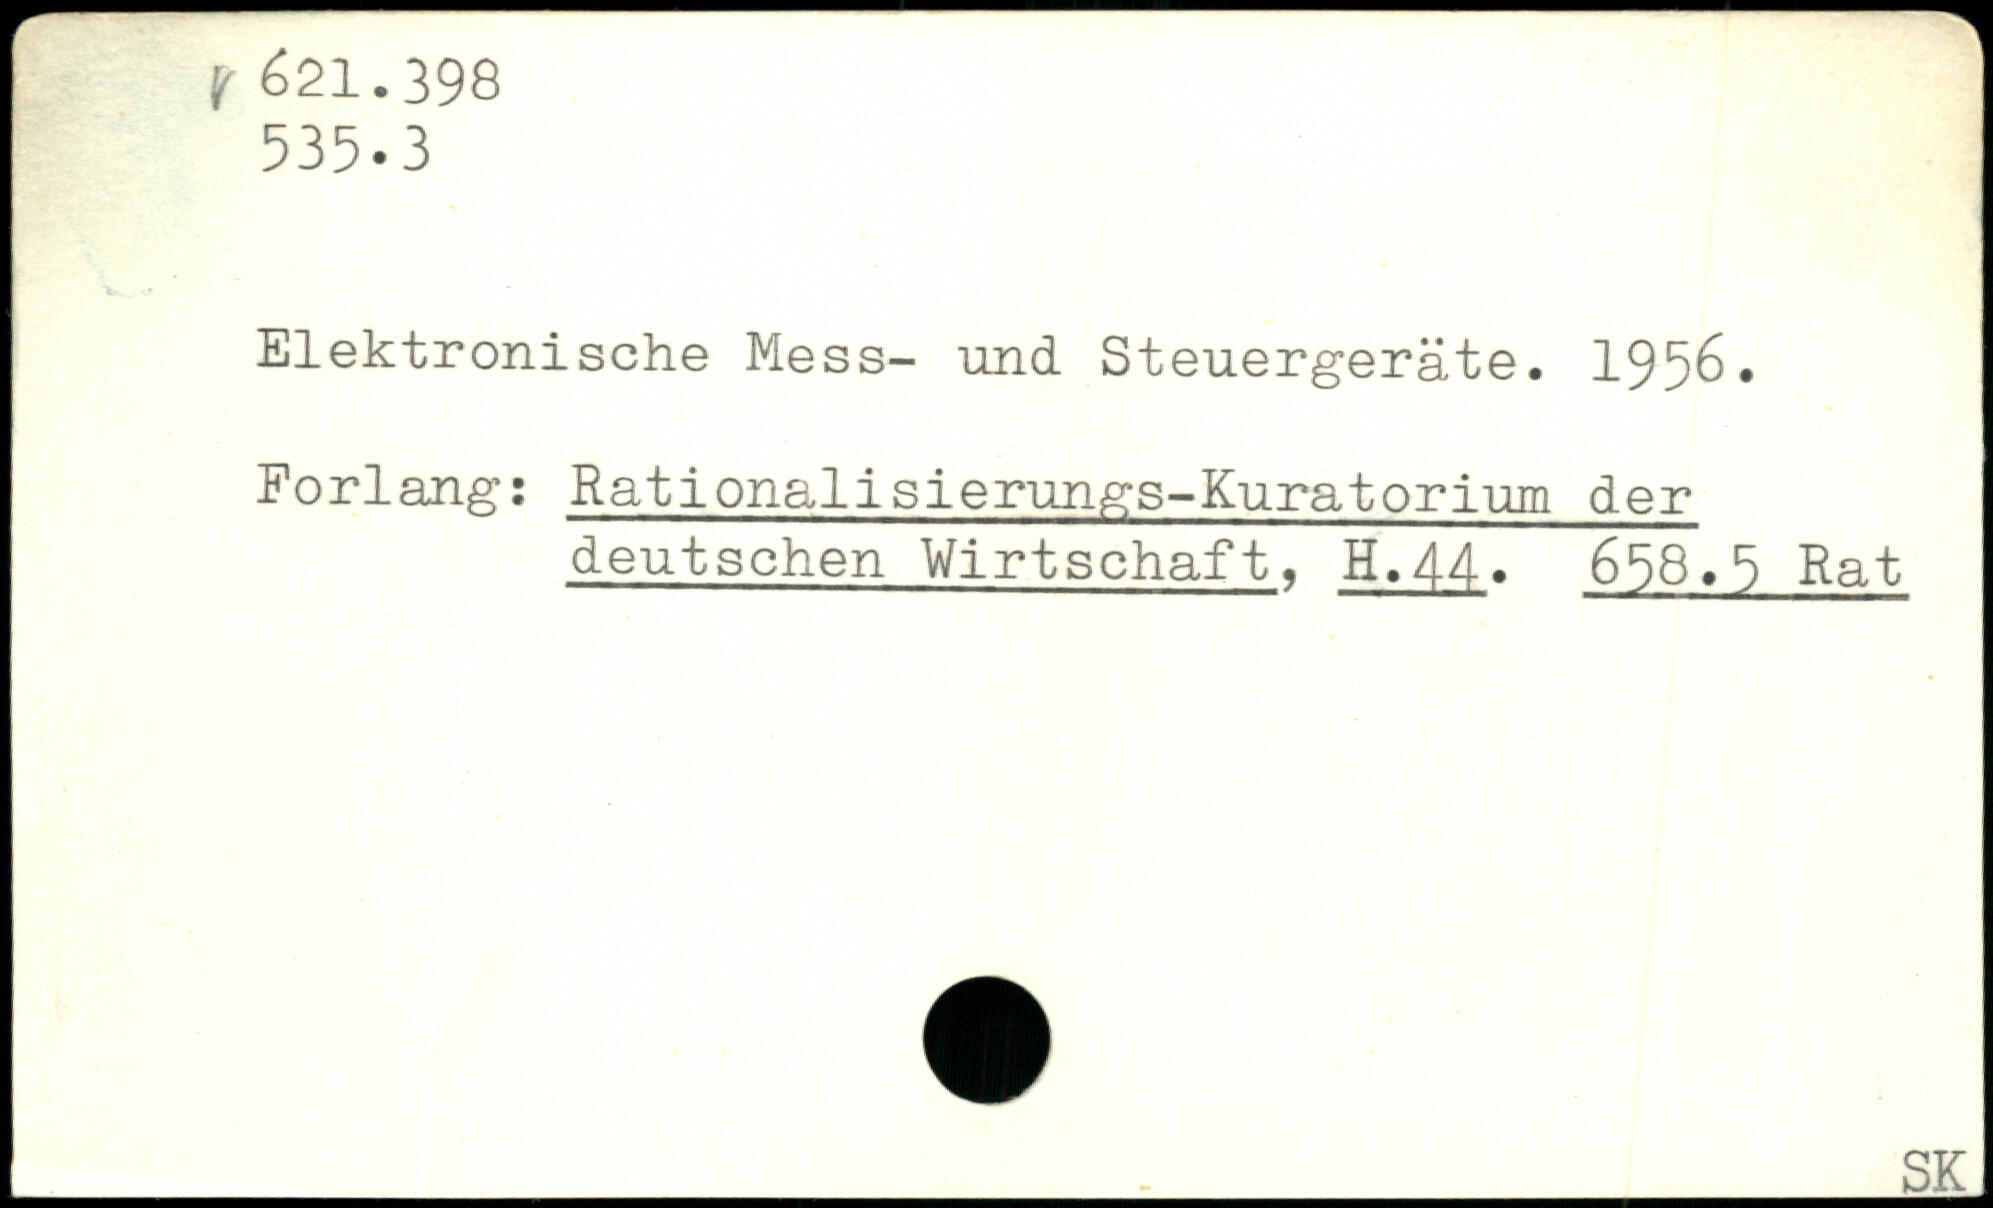 621.398
535.3
Elektronische Mess- und Steuergeräte. 1956.
Forlang: Rationalisierungs-Kuratorium der
deutschen Wirtschaft, H.44. 658.5 Rat
SK